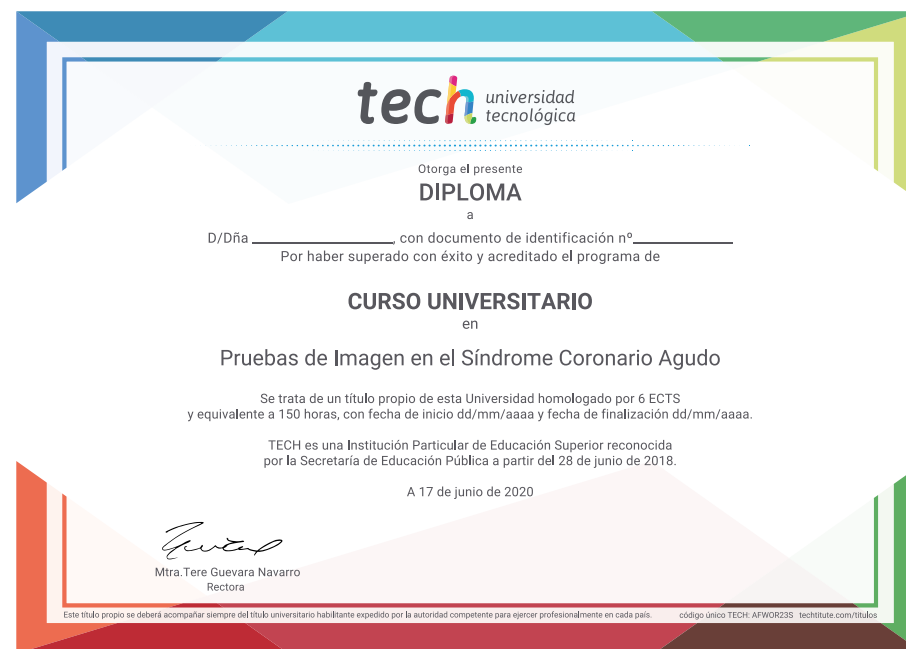 tech universidad
tecnológica
Otorga el presente
DIPLOMA
a
D/Dña ____________________, con documento de identificación nº______________
Por haber superado con éxito y acreditado el programa de
CURSO UNIVERSITARIO
en
Pruebas de Imagen en el Síndrome Coronario Agudo
Se trata de un título propio de esta Universidad homologado por 6 ECTS
y equivalente a 150 horas, con fecha de inicio dd/mm/aaaa y fecha de finalización dd/mm/aaaa.
TECH es una Institución Particular de Educación Superior reconocida
por la Secretaría de Educación Pública a partir del 28 de junio de 2018.
A 17 de junio de 2020
Mtra.Tere Guevara Navarro
Rectora
Este título propio se deberá acompañar siempre del título universitario habilitante expedido por la autoridad competente para ejercer profesionalmente en cada país. código único TECH: AFWOR23S techtitute.com/titulos